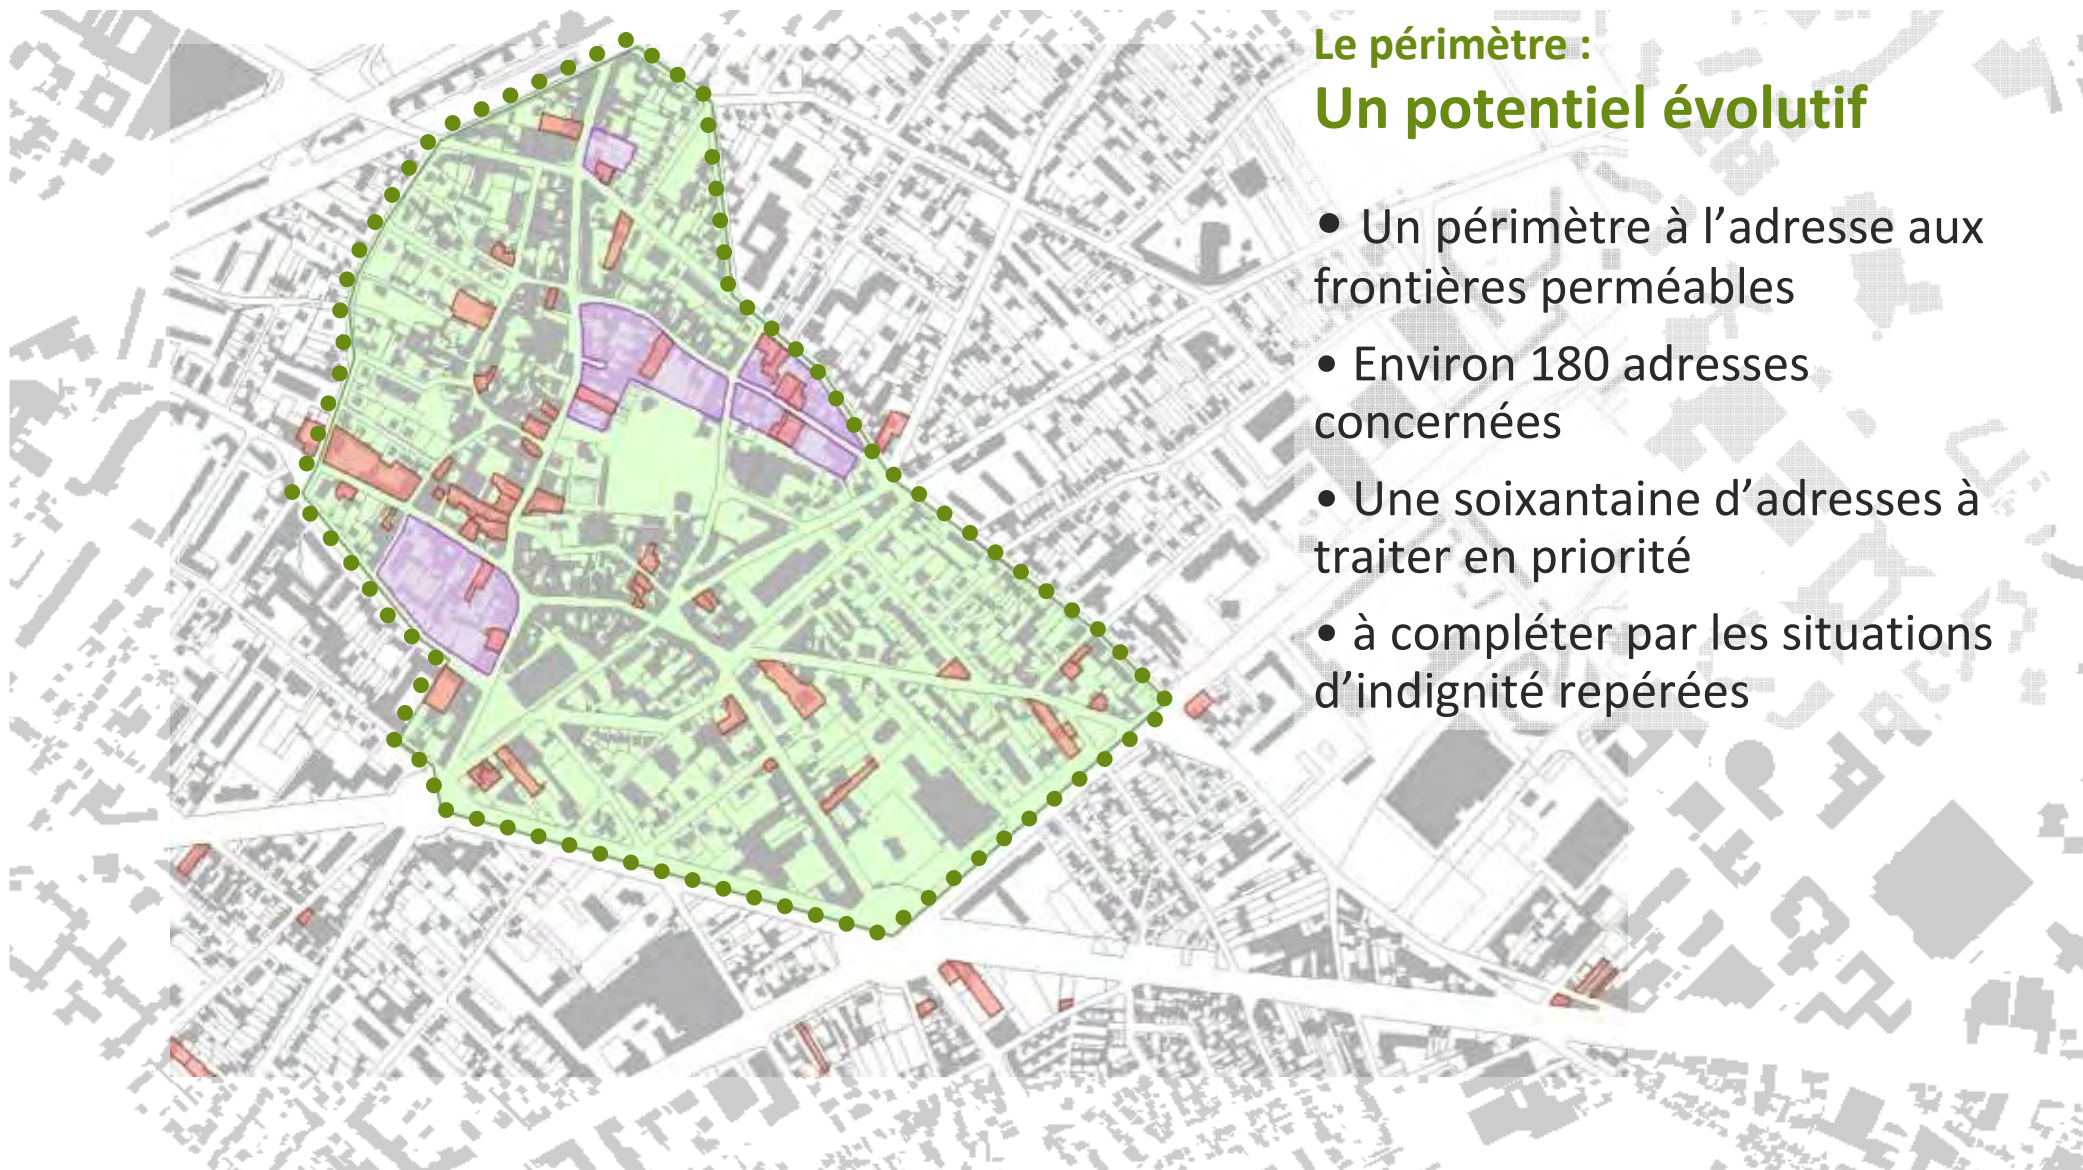 Le périmètre :
Un potentiel évolutif
• Un périmètre à l’adresse aux
frontières perméables
• Environ 180 adresses
concernées
• Une soixantaine d’adresses à
traiter en priorité
• à compléter par les situations
d’indignité repérées